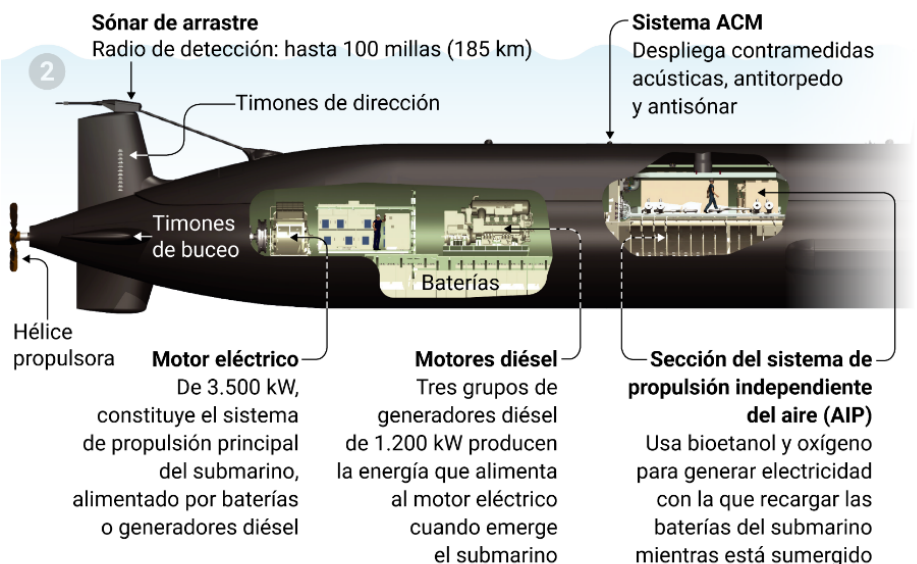 Sónar de arrastre
Radio de detección: hasta 100 millas (185 km)
2
Timones de dirección
Sistema ACM
Despliega contramedidas
acústicas, antitorpedo
y antisónar
Timones
de buceo
Baterías
Hélice
propulsora
Motor eléctrico
De 3.500 kW,
constituye el sistema
de propulsión principal
del submarino,
alimentado por baterías
o generadores diésel
Motores diésel
Tres grupos de
generadores diésel
de 1.200 kW producen
la energía que alimenta
al motor eléctrico
cuando emerge
el submarino
Sección del sistema de
propulsión independiente
del aire (AIP)
Usa bioetanol y oxígeno
para generar electricidad
con la que recargar las
baterías del submarino
mientras está sumergido